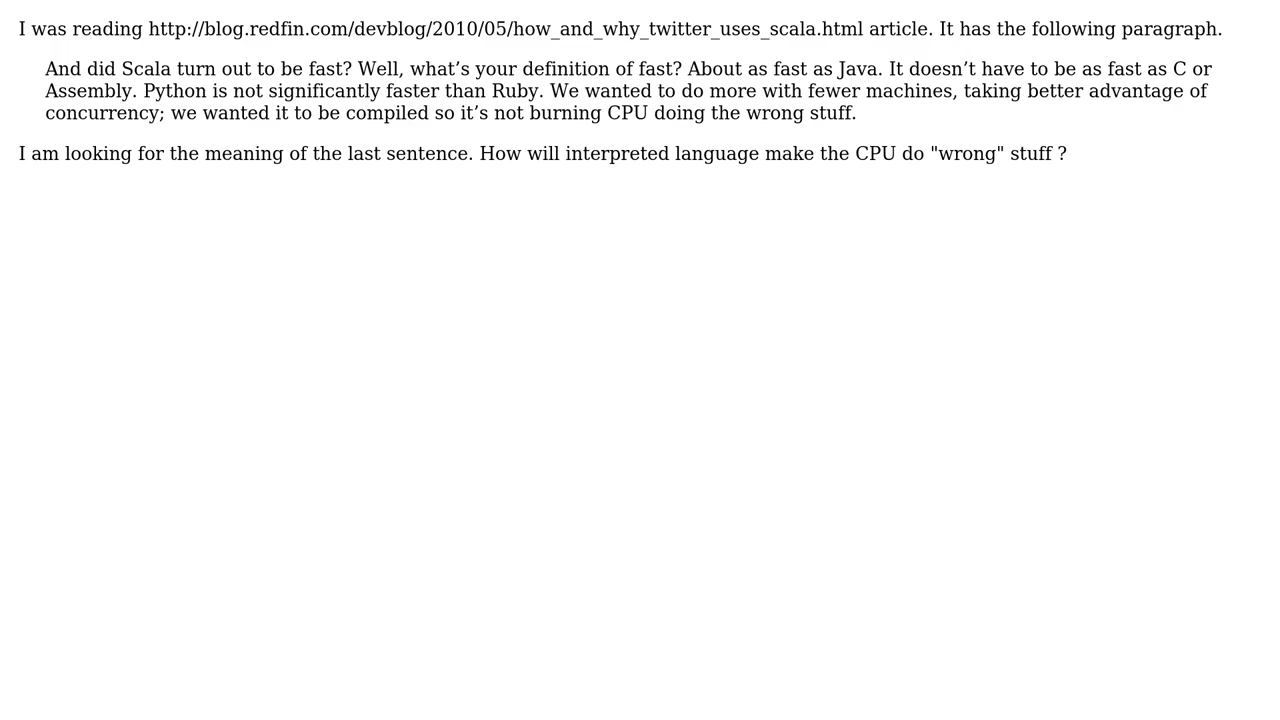 I was reading http://blog.redfin.com/devblog/2010/05/how_and_why_twitter_uses_scala.html article. It has the following paragraph.
And did Scala turn out to be fast? Well, what’s your definition of fast? About as fast as Java. It doesn’t have to be as fast as C or
Assembly. Python is not significantly faster than Ruby. We wanted to do more with fewer machines, taking better advantage of
concurrency; we wanted it to be compiled so it’s not burning CPU doing the wrong stuff.
I am looking for the meaning of the last sentence. How will interpreted language make the CPU do "wrong" stuff ?